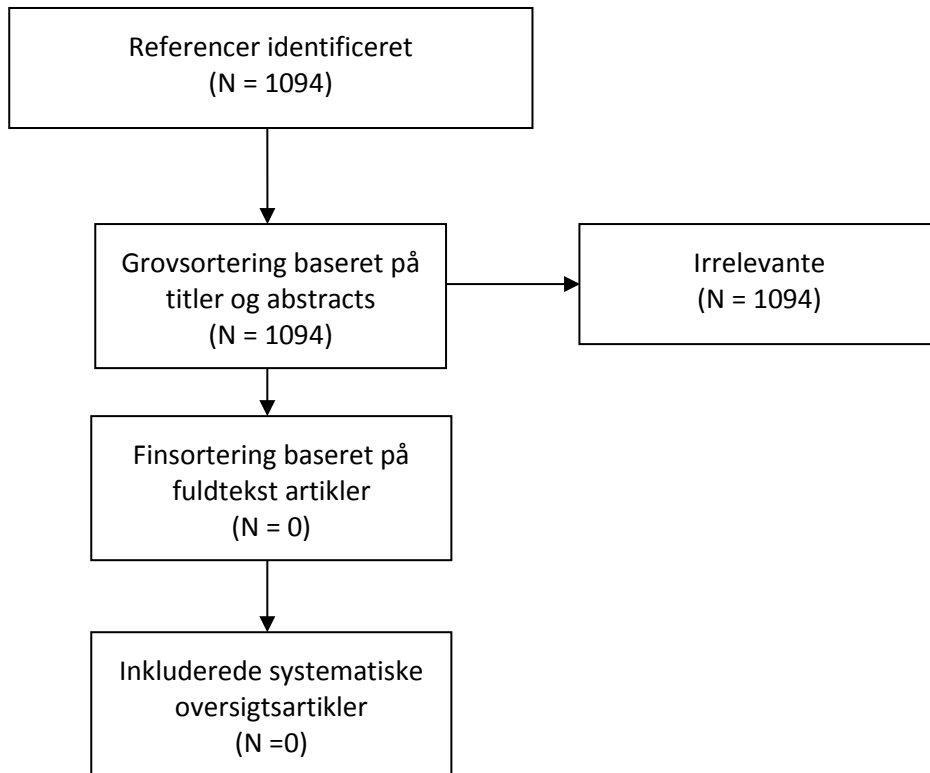 Referencer identificeret
(N = 1094)
Grovsortering baseret på
titler og abstracts
(N = 1094)
Irrelevante
(N = 1094)
Finsortering baseret på
fuldtekst artikler
(N = 0)
Inkluderede systematiske
oversigtsartikler
(N =0)